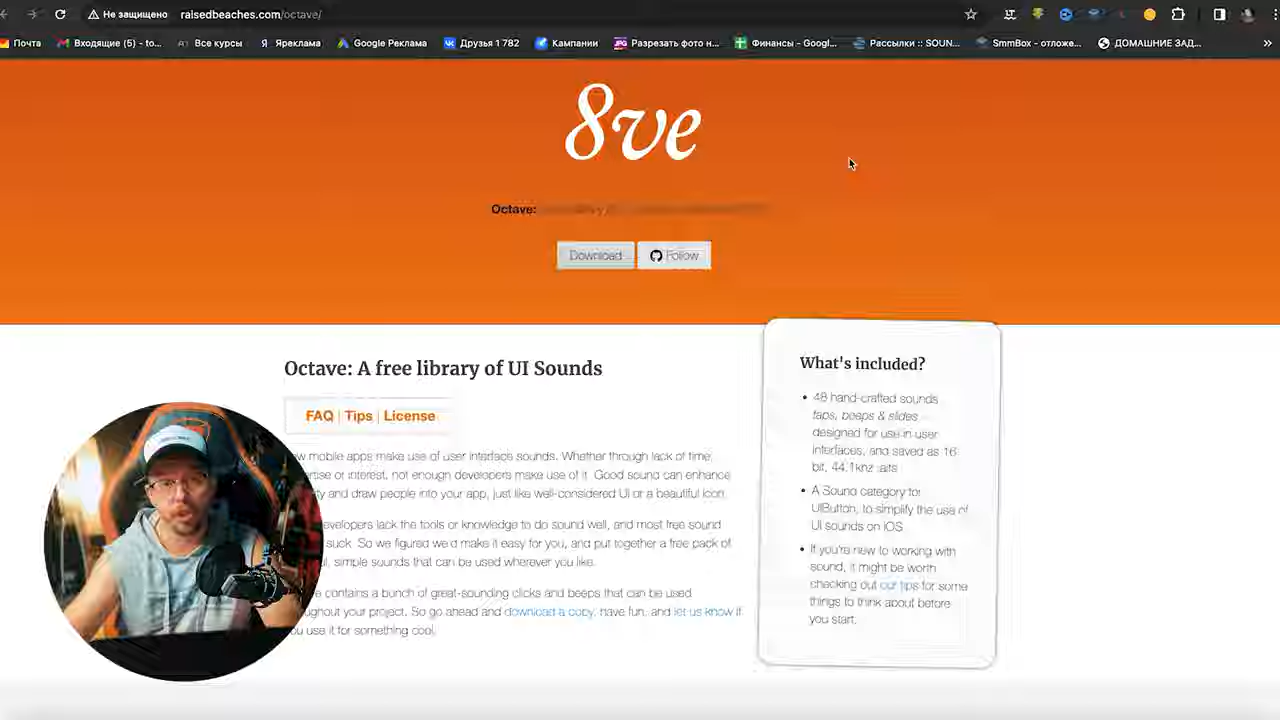 Не защищено raisedbeaches.com/octave/
Почта Входящие (5) - to... Все курсы Яреклама Google Реклама Друзья 1 782 Кампании Разрезать фото н... Финансы - Googl... Рассылки :: SOUN... SmmBox - отложе... ДОМАШНИЕ ЗАД... »
8ve
Octave:
Download Follow
Octave: A free library of UI Sounds
FAQ | Tips | License
mobile apps make use of user interface sounds. Whether through lack of time,
or interest, not enough developers make use of it. Good sound can enhance
and draw people into your app, just like well-considered UI or a beautiful icon.
developers lack the tools or knowledge to do sound well, and most free sound
suck. So we figured we'd make it easy for you, and put together a free pack of
simple sounds that can be used wherever you like.
contains a bunch of great-sounding clicks and beeps that can be used
your project. So go ahead and download a copy, have fun, and let us know if
you use it for something cool.
What's included?
• 48 hand-crafted sounds
taps, beeps & slides
designed for use in user
interfaces, and saved as 16
bit, 44.1khz .aifs
• A Sound category for
UIButton, to simplify the use of
UI sounds on iOS
• If you're new to working with
sound, it might be worth
checking out our tips for some
things to think about before
you start.